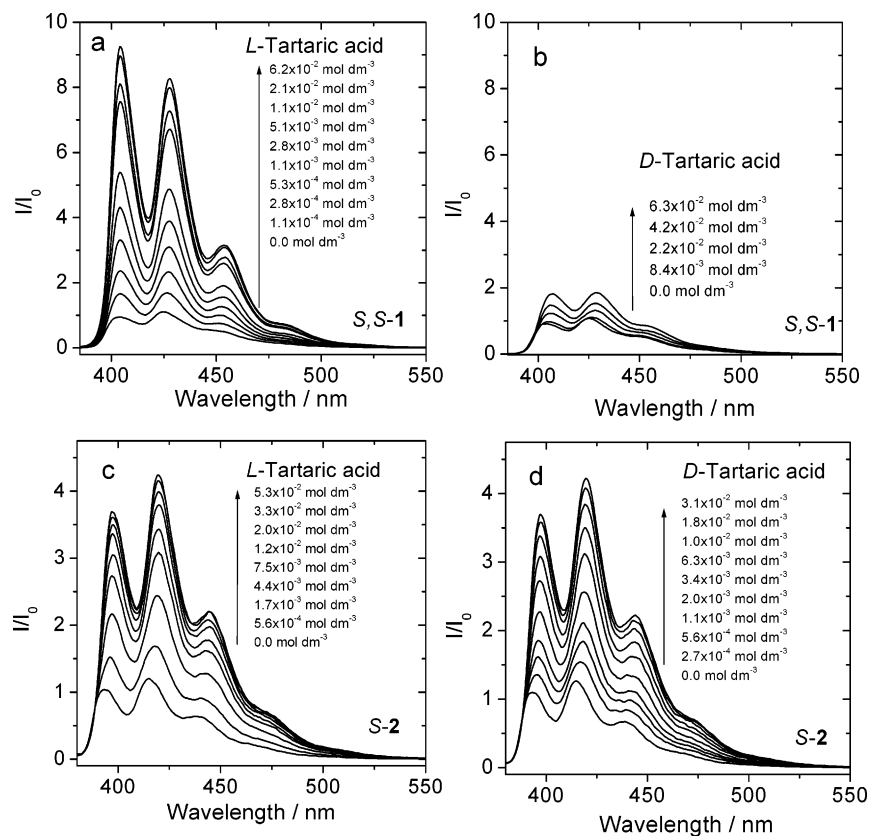 a
L-Tartaric acid
6.2x10⁻² mol dm⁻³
2.1x10⁻² mol dm⁻³
1.1x10⁻² mol dm⁻³
5.1x10⁻³ mol dm⁻³
2.8x10⁻³ mol dm⁻³
1.1x10⁻³ mol dm⁻³
5.3x10⁻⁴ mol dm⁻³
2.8x10⁻⁴ mol dm⁻³
1.1x10⁻⁴ mol dm⁻³
0.0 mol dm⁻³
S,S-1
10
8
6
4
2
0
I/I₀
400 450 500 550
Wavelength / nm
b
D-Tartaric acid
6.3x10⁻² mol dm⁻³
4.2x10⁻² mol dm⁻³
2.2x10⁻² mol dm⁻³
8.4x10⁻³ mol dm⁻³
0.0 mol dm⁻³
S,S-1
10
8
6
4
2
0
I/I₀
400 450 500 550
Wavelength / nm
c
L-Tartaric acid
5.3x10⁻² mol dm⁻³
3.3x10⁻² mol dm⁻³
2.0x10⁻² mol dm⁻³
1.2x10⁻² mol dm⁻³
7.5x10⁻³ mol dm⁻³
4.4x10⁻³ mol dm⁻³
1.7x10⁻³ mol dm⁻³
5.6x10⁻⁴ mol dm⁻³
0.0 mol dm⁻³
S-2
4
3
2
1
0
I/I₀
400 450 500 550
Wavelength / nm
d
D-Tartaric acid
3.1x10⁻² mol dm⁻³
1.8x10⁻² mol dm⁻³
1.0x10⁻² mol dm⁻³
6.3x10⁻³ mol dm⁻³
3.4x10⁻³ mol dm⁻³
2.0x10⁻³ mol dm⁻³
1.1x10⁻³ mol dm⁻³
5.6x10⁻⁴ mol dm⁻³
2.7x10⁻⁴ mol dm⁻³
0.0 mol dm⁻³
S-2
4
3
2
1
0
I/I₀
400 450 500 550
Wavelength / nm